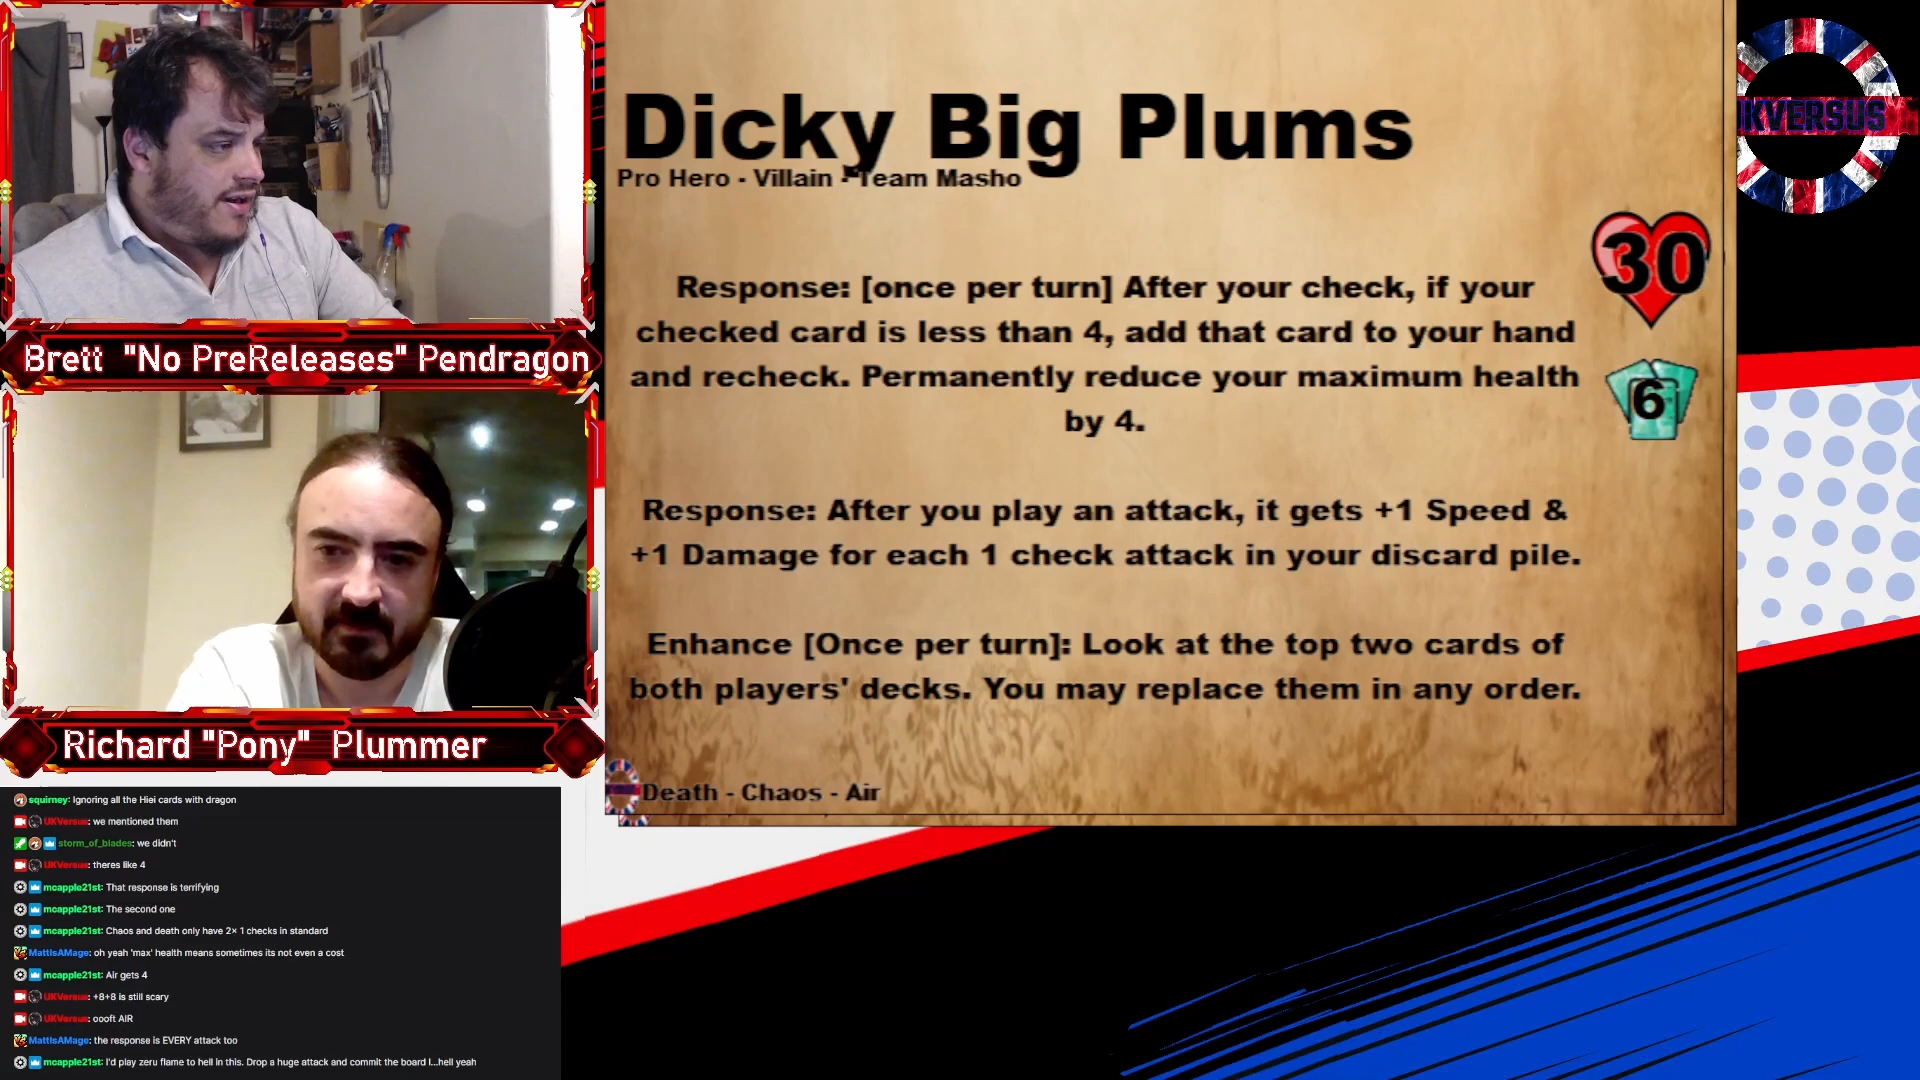 Dicky Big Plums
Pro Hero - Villain - Team Masho
30
6
Response: [once per turn] After your check, if your
checked card is less than 4, add that card to your hand
and recheck. Permanently reduce your maximum health
by 4.
Response: After you play an attack, it gets +1 Speed &
+1 Damage for each 1 check attack in your discard pile.
Enhance [Once per turn]: Look at the top two cards of
both players' decks. You may replace them in any order.
Death - Chaos - Air
KVERSUS
Brett "No PreReleases" Pendragon
Richard "Pony" Plummer
squirney: Ignoring all the Hiei cards with dragon
UKVersus: we mentioned them
storm_of_blades: we didn't
UKVersus: theres like 4
mcapple21st: That response is terrifying
mcapple21st: The second one
mcapple21st: Chaos and death only have 2x 1 checks in standard
MattIsAMage: oh yeah 'max' health means sometimes its not even a cost
mcapple21st: Air gets 4
UKVersus: +8+8 is still scary
UKVersus: oooft AIR
MattIsAMage: the response is EVERY attack too
mcapple21st: I'd play zeru flame to hell in this. Drop a huge attack and commit the board l...hell yeah